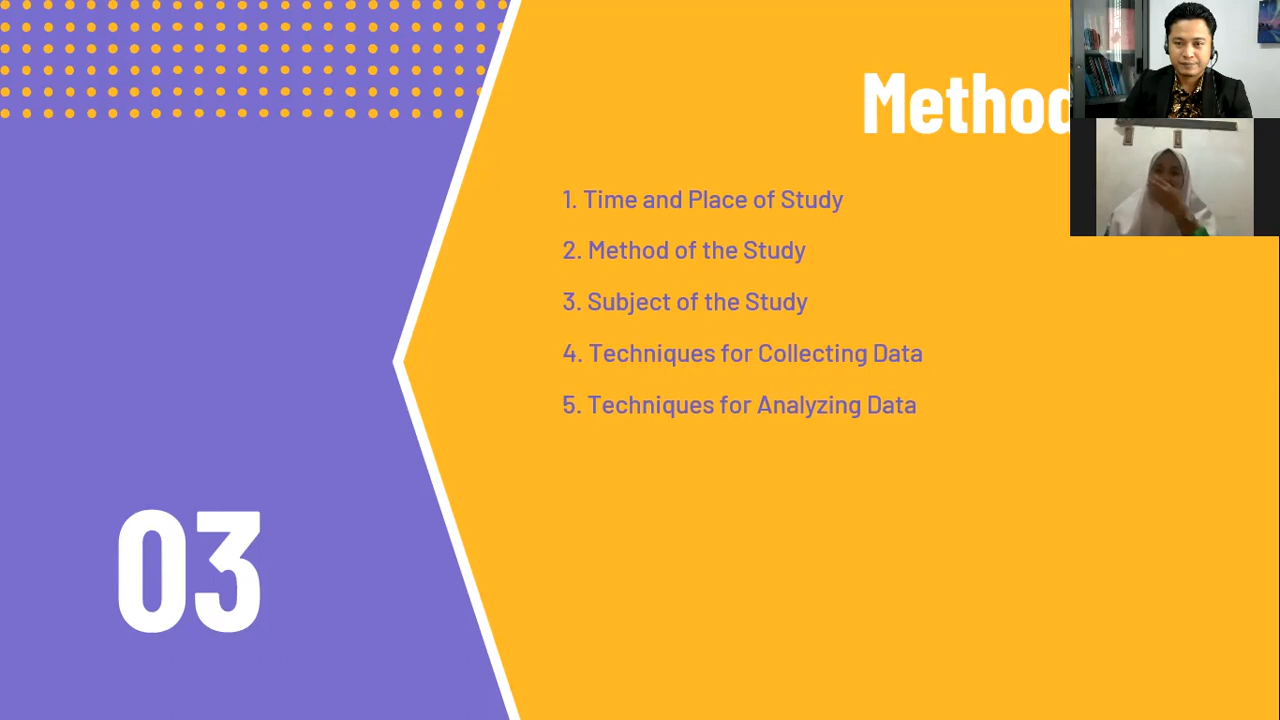 Method
1. Time and Place of Study
2. Method of the Study
3. Subject of the Study
4. Techniques for Collecting Data
5. Techniques for Analyzing Data
03